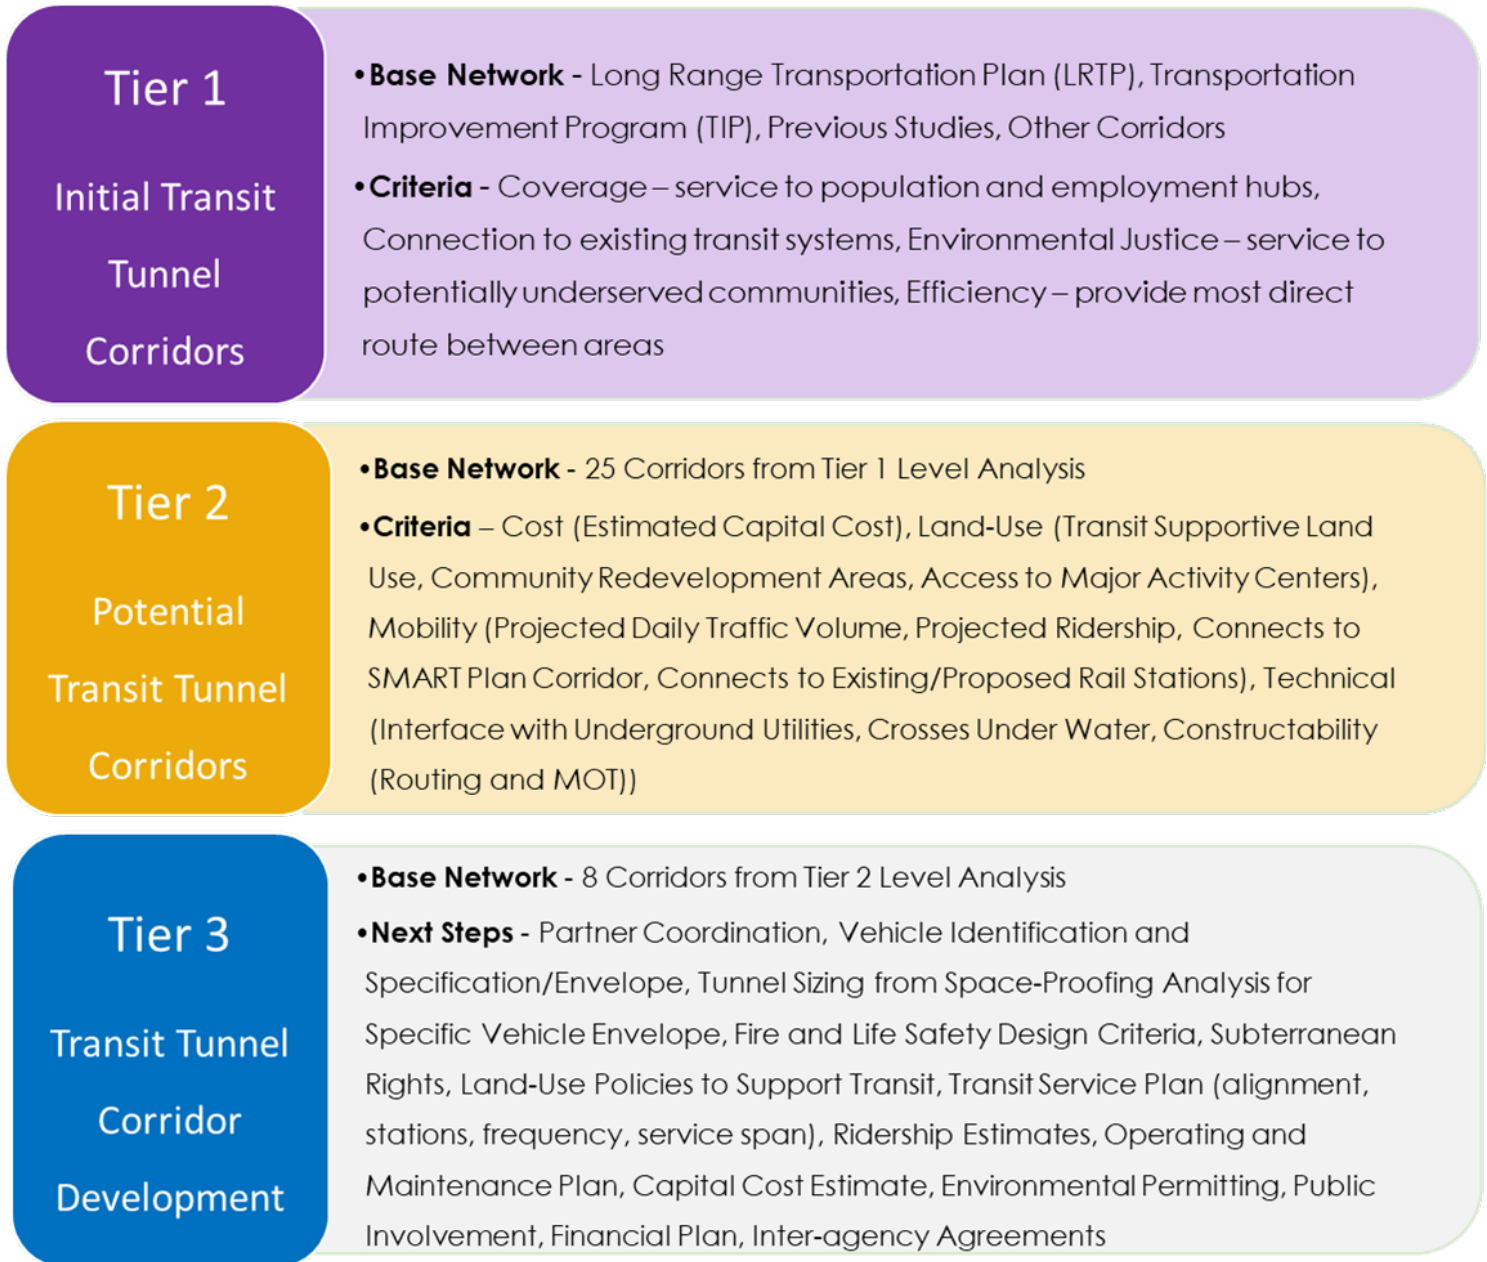 Tier 1
Initial Transit
Tunnel
Corridors
•Base Network - Long Range Transportation Plan (LRTP), Transportation
Improvement Program (TIP), Previous Studies, Other Corridors
•Criteria - Coverage – service to population and employment hubs,
Connection to existing transit systems, Environmental Justice – service to
potentially underserved communities, Efficiency – provide most direct
route between areas
Tier 2
Potential
Transit Tunnel
Corridors
•Base Network - 25 Corridors from Tier 1 Level Analysis
•Criteria – Cost (Estimated Capital Cost), Land-Use (Transit Supportive Land
Use, Community Redevelopment Areas, Access to Major Activity Centers),
Mobility (Projected Daily Traffic Volume, Projected Ridership, Connects to
SMART Plan Corridor, Connects to Existing/Proposed Rail Stations), Technical
(Interface with Underground Utilities, Crosses Under Water, Constructability
(Routing and MOT))
Tier 3
Transit Tunnel
Corridor
Development
•Base Network - 8 Corridors from Tier 2 Level Analysis
•Next Steps - Partner Coordination, Vehicle Identification and
Specification/Envelope, Tunnel Sizing from Space-Proofing Analysis for
Specific Vehicle Envelope, Fire and Life Safety Design Criteria, Subterranean
Rights, Land-Use Policies to Support Transit, Transit Service Plan (alignment,
stations, frequency, service span), Ridership Estimates, Operating and
Maintenance Plan, Capital Cost Estimate, Environmental Permitting, Public
Involvement, Financial Plan, Inter-agency Agreements